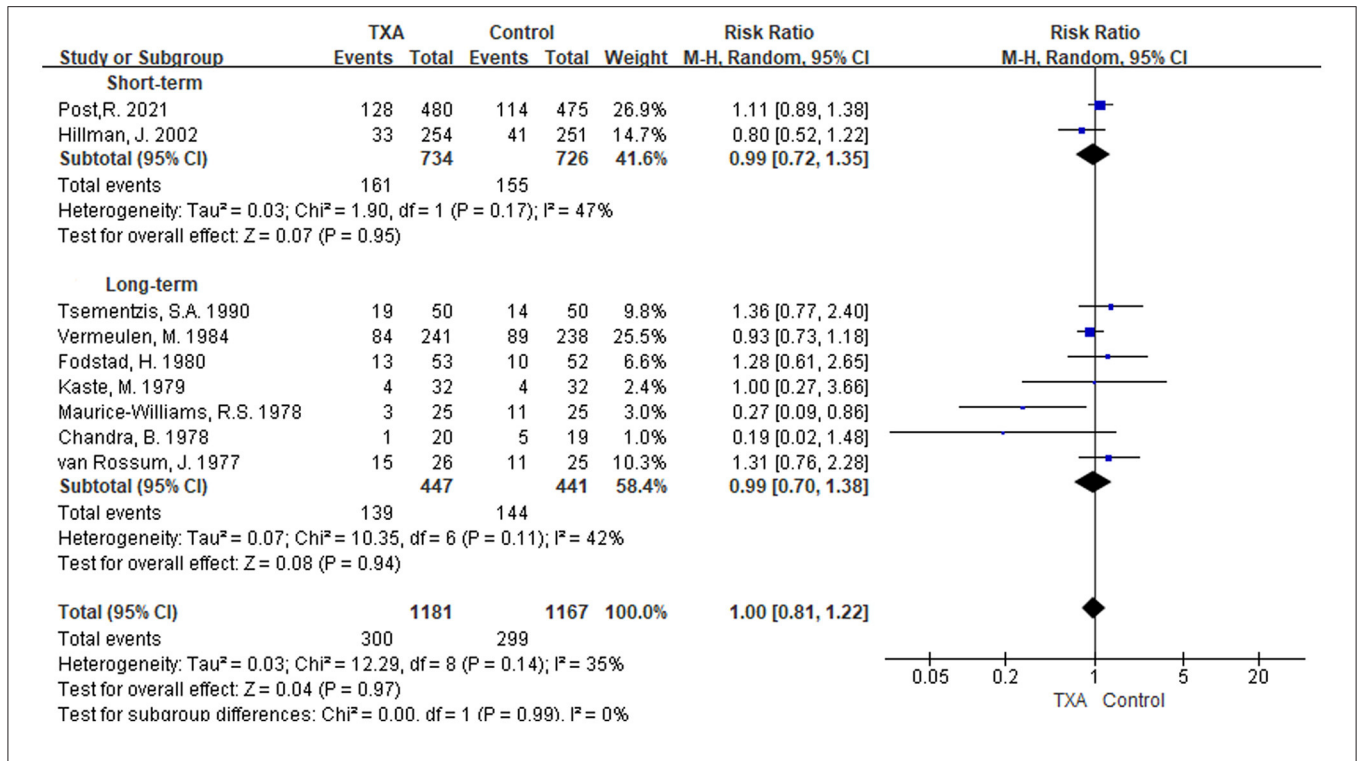 TXA Control Risk Ratio Risk Ratio
Study or Subgroup Events Total Events Total Weight M-H, Random, 95% CI M-H, Random, 95% CI
Short-term
Post,R. 2021 128 480 114 475 26.9% 1.11 [0.89, 1.38]
Hillman, J. 2002 33 254 41 251 14.7% 0.80 [0.52, 1.22]
Subtotal (95% CI) 734 726 41.6% 0.99 [0.72, 1.35]
Total events 161 155
Heterogeneity: Tau² = 0.03; Chi² = 1.90, df = 1 (P = 0.17); I² = 47%
Test for overall effect: Z = 0.07 (P = 0.95)
Long-term
Tsementzis, S.A. 1990 19 50 14 50 9.8% 1.36 [0.77, 2.40]
Vermeulen, M. 1984 84 241 89 238 25.5% 0.93 [0.73, 1.18]
Fodstad, H. 1980 13 53 10 52 6.6% 1.28 [0.61, 2.65]
Kaste, M. 1979 4 32 4 32 2.4% 1.00 [0.27, 3.66]
Maurice-Williams, R.S. 1978 3 25 11 25 3.0% 0.27 [0.09, 0.86]
Chandra, B. 1978 1 20 5 19 1.0% 0.19 [0.02, 1.48]
van Rossum, J. 1977 15 26 11 25 10.3% 1.31 [0.76, 2.28]
Subtotal (95% CI) 447 441 58.4% 0.99 [0.70, 1.38]
Total events 139 144
Heterogeneity: Tau² = 0.07; Chi² = 10.35, df = 6 (P = 0.11); I² = 42%
Test for overall effect: Z = 0.08 (P = 0.94)
Total (95% CI) 1181 1167 100.0% 1.00 [0.81, 1.22]
Total events 300 299
Heterogeneity: Tau² = 0.03; Chi² = 12.29, df = 8 (P = 0.14); I² = 35%
Test for overall effect: Z = 0.04 (P = 0.97)
Test for subgroup differences: Chi² = 0.00, df = 1 (P = 0.99), I² = 0%
0.05 0.2 1 5 20
TXA Control